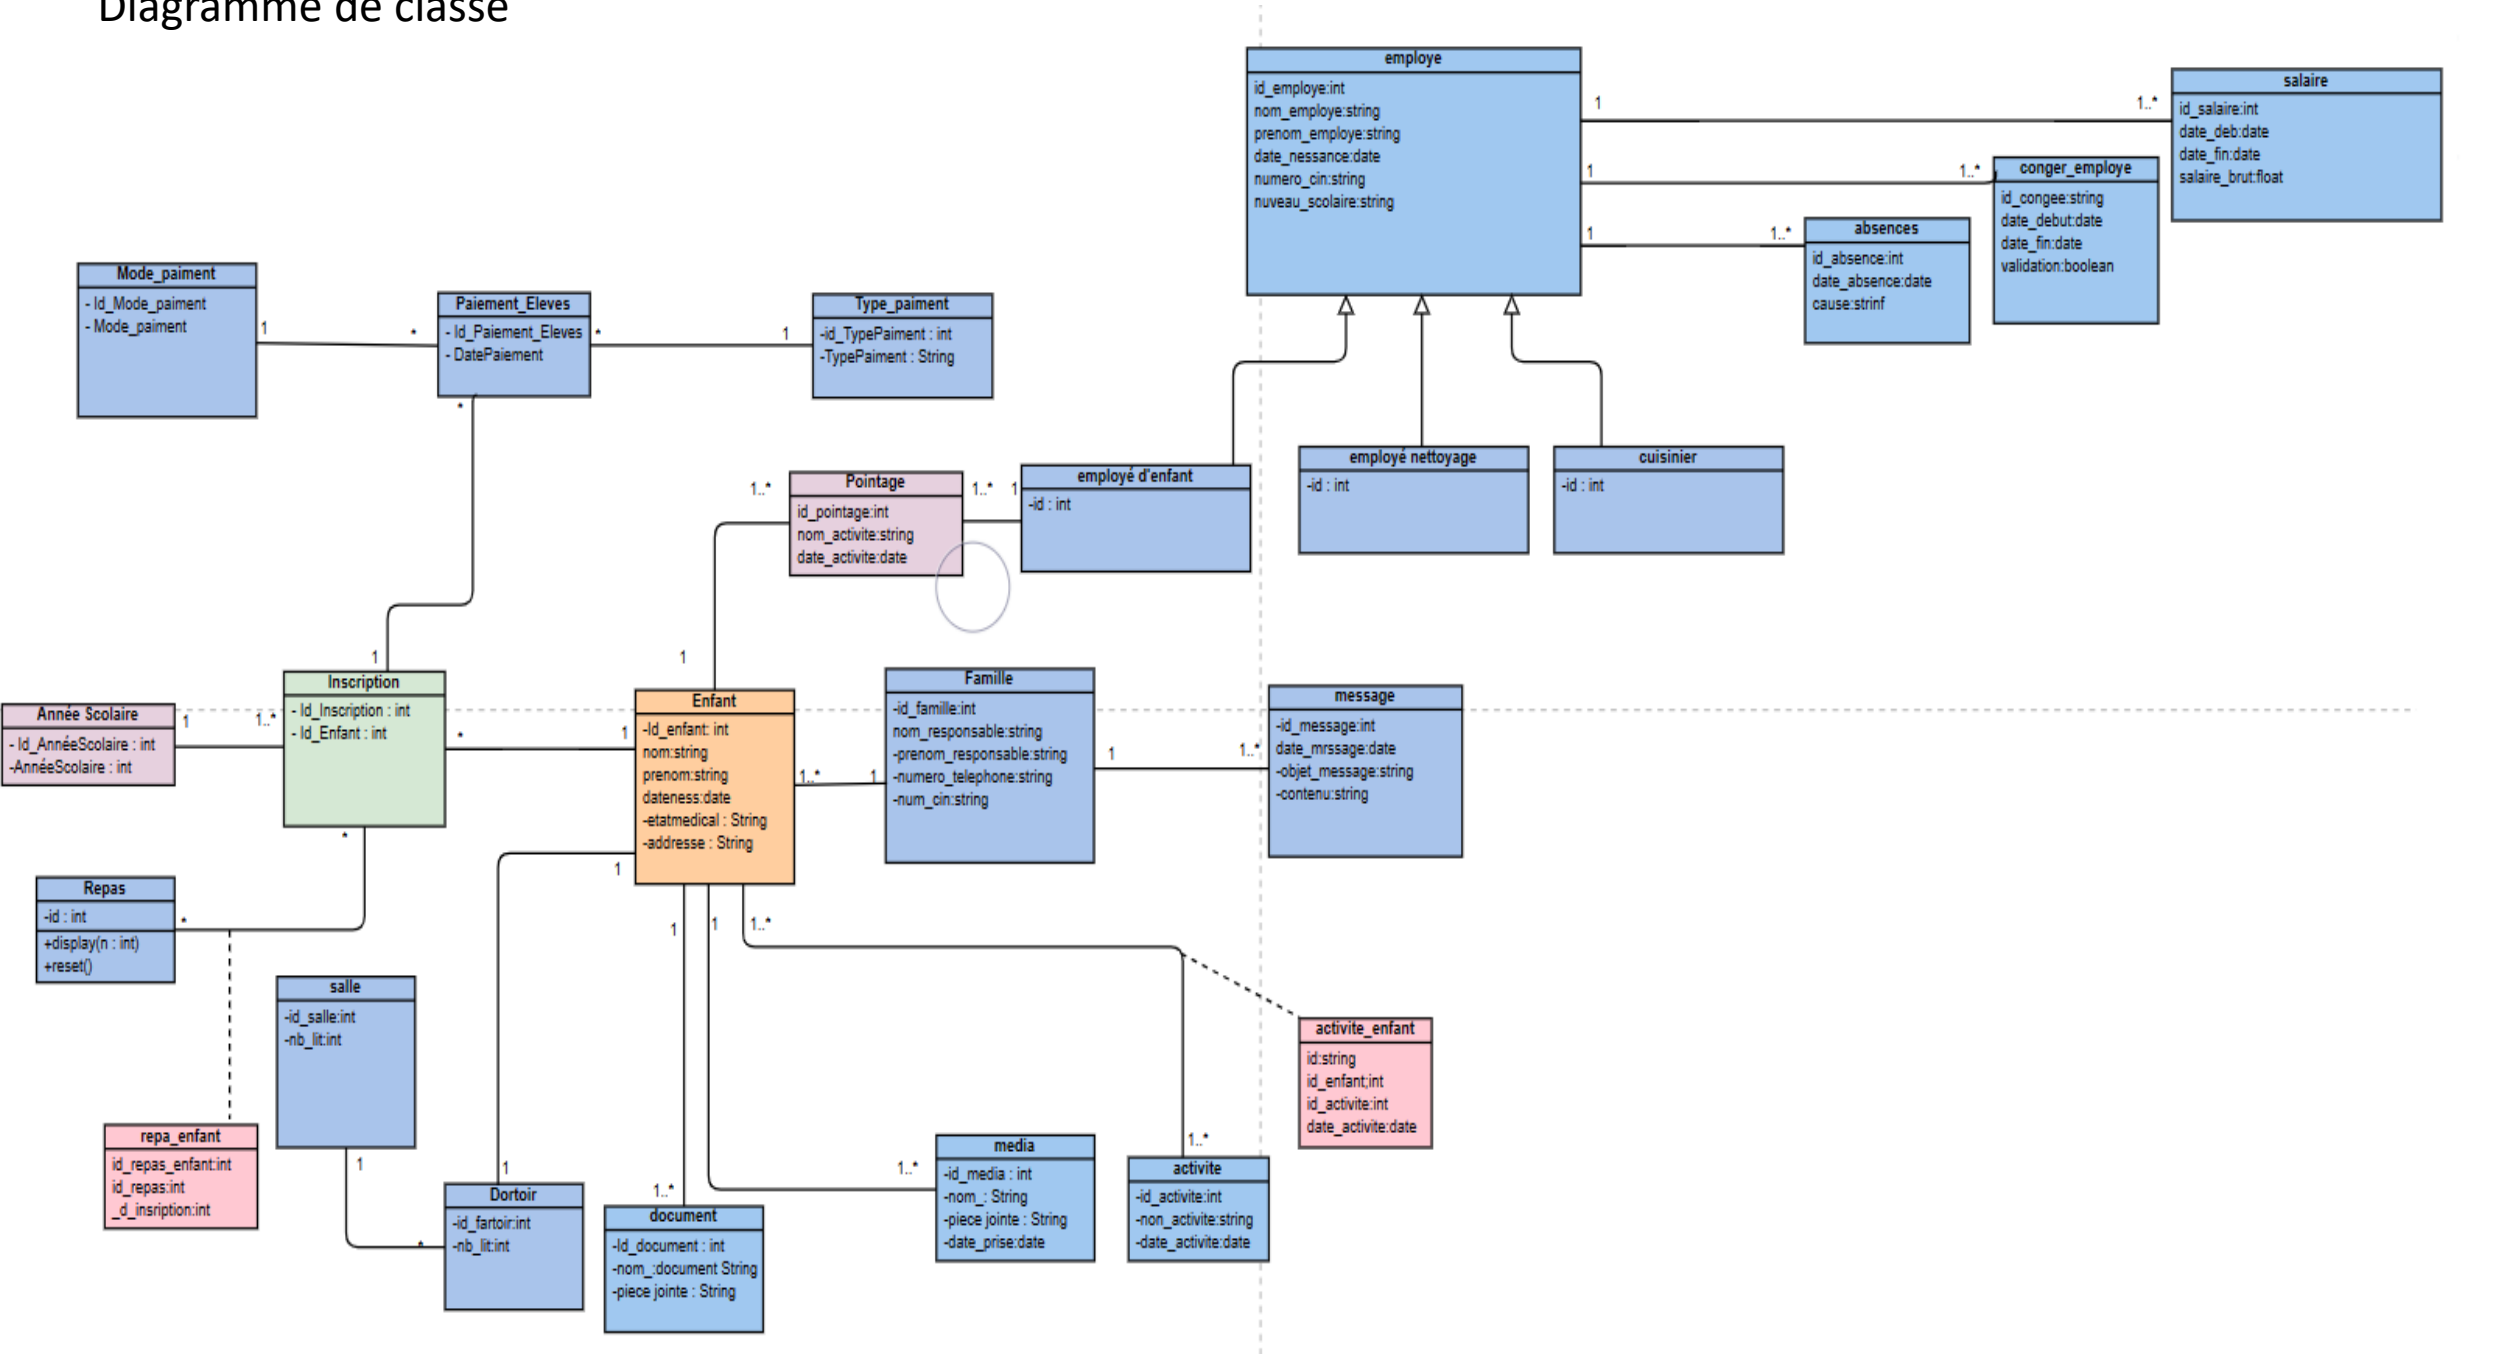 Diagramme de classe
employe
id_employe:int
nom_employe:string
prenom_employe:string
date_nessance:date
numero_cin:string
nuveau_scolaire:string
1
1..*
1
1..*
1
1..*
salaire
id_salaire:int
date_deb:date
date_fin:date
salaire_brut:float
conger_employe
id_congee:string
date_debut:date
date_fin:date
validation:boolean
absences
id_absence:int
date_absence:date
cause:strinf
Mode_paiment
- Id_Mode_paiment
- Mode_paiment
1
*
Paiement_Eleves
- Id_Paiement_Eleves
- DatePaiement
*
1
*
Type_paiment
-id_TypePaiment : int
-TypePaiment : String
1..*
Pointage
id_pointage:int
nom_activite:string
date_activite:date
1..*
1
employé d'enfant
-id : int
employé nettoyage
-id : int
cuisinier
-id : int
1
1
Année Scolaire
- Id_AnnéeScolaire : int
-AnnéeScolaire : int
1
1..*
Inscription
- Id_Inscription : int
- Id_Enfant : int
*
1
*
Enfant
-Id_enfant: int
nom:string
prenom:string
dateness:date
-etatmedical : String
-addresse : String
1..*
1
Famille
-id_famille:int
nom_responsable:string
-prenom_responsable:string
-numero_telephone:string
-num_cin:string
1
1..*
message
-id_message:int
date_mrssage:date
-objet_message:string
-contenu:string
Repas
-id : int
+display(n : int)
+reset()
*
1
1
1
1..*
salle
-id_salle:int
-nb_lit:int
1
*
repa_enfant
id_repas_enfant:int
id_repas:int
_d_insription:int
1
Dortoir
-id_fartoir:int
-nb_lit:int
1..*
document
-Id_document : int
-nom_:document String
-piece jointe : String
1..*
media
-id_media : int
-nom_: String
-piece jointe : String
-date_prise:date
1..*
activite
-id_activite:int
-non_activite:string
-date_activite:date
activite_enfant
id:string
id_enfant;int
id_activite:int
date_activite:date